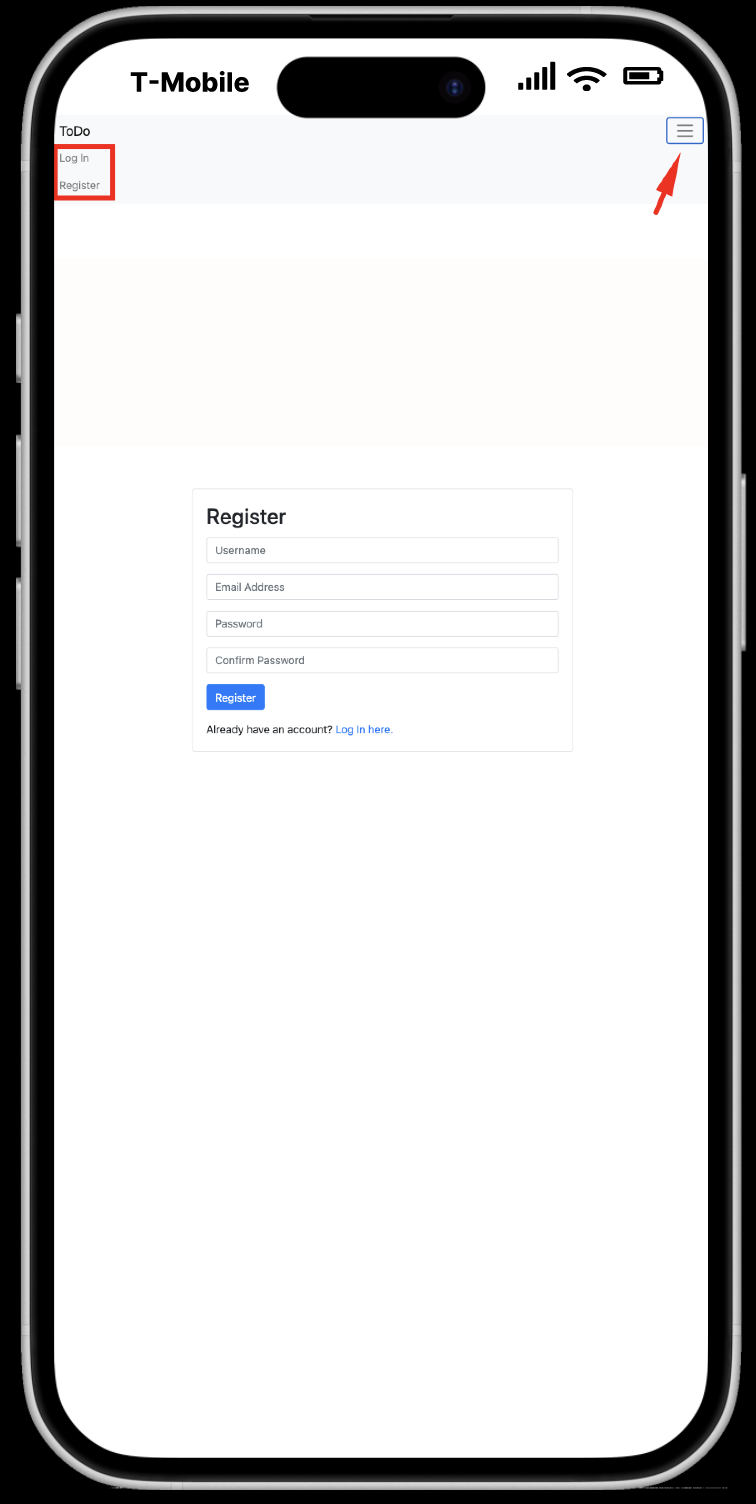 T-Mobile
ToDo
Log In
Register
Register
Username
Email Address
Password
Confirm Password
Register
Already have an account? Log In here.